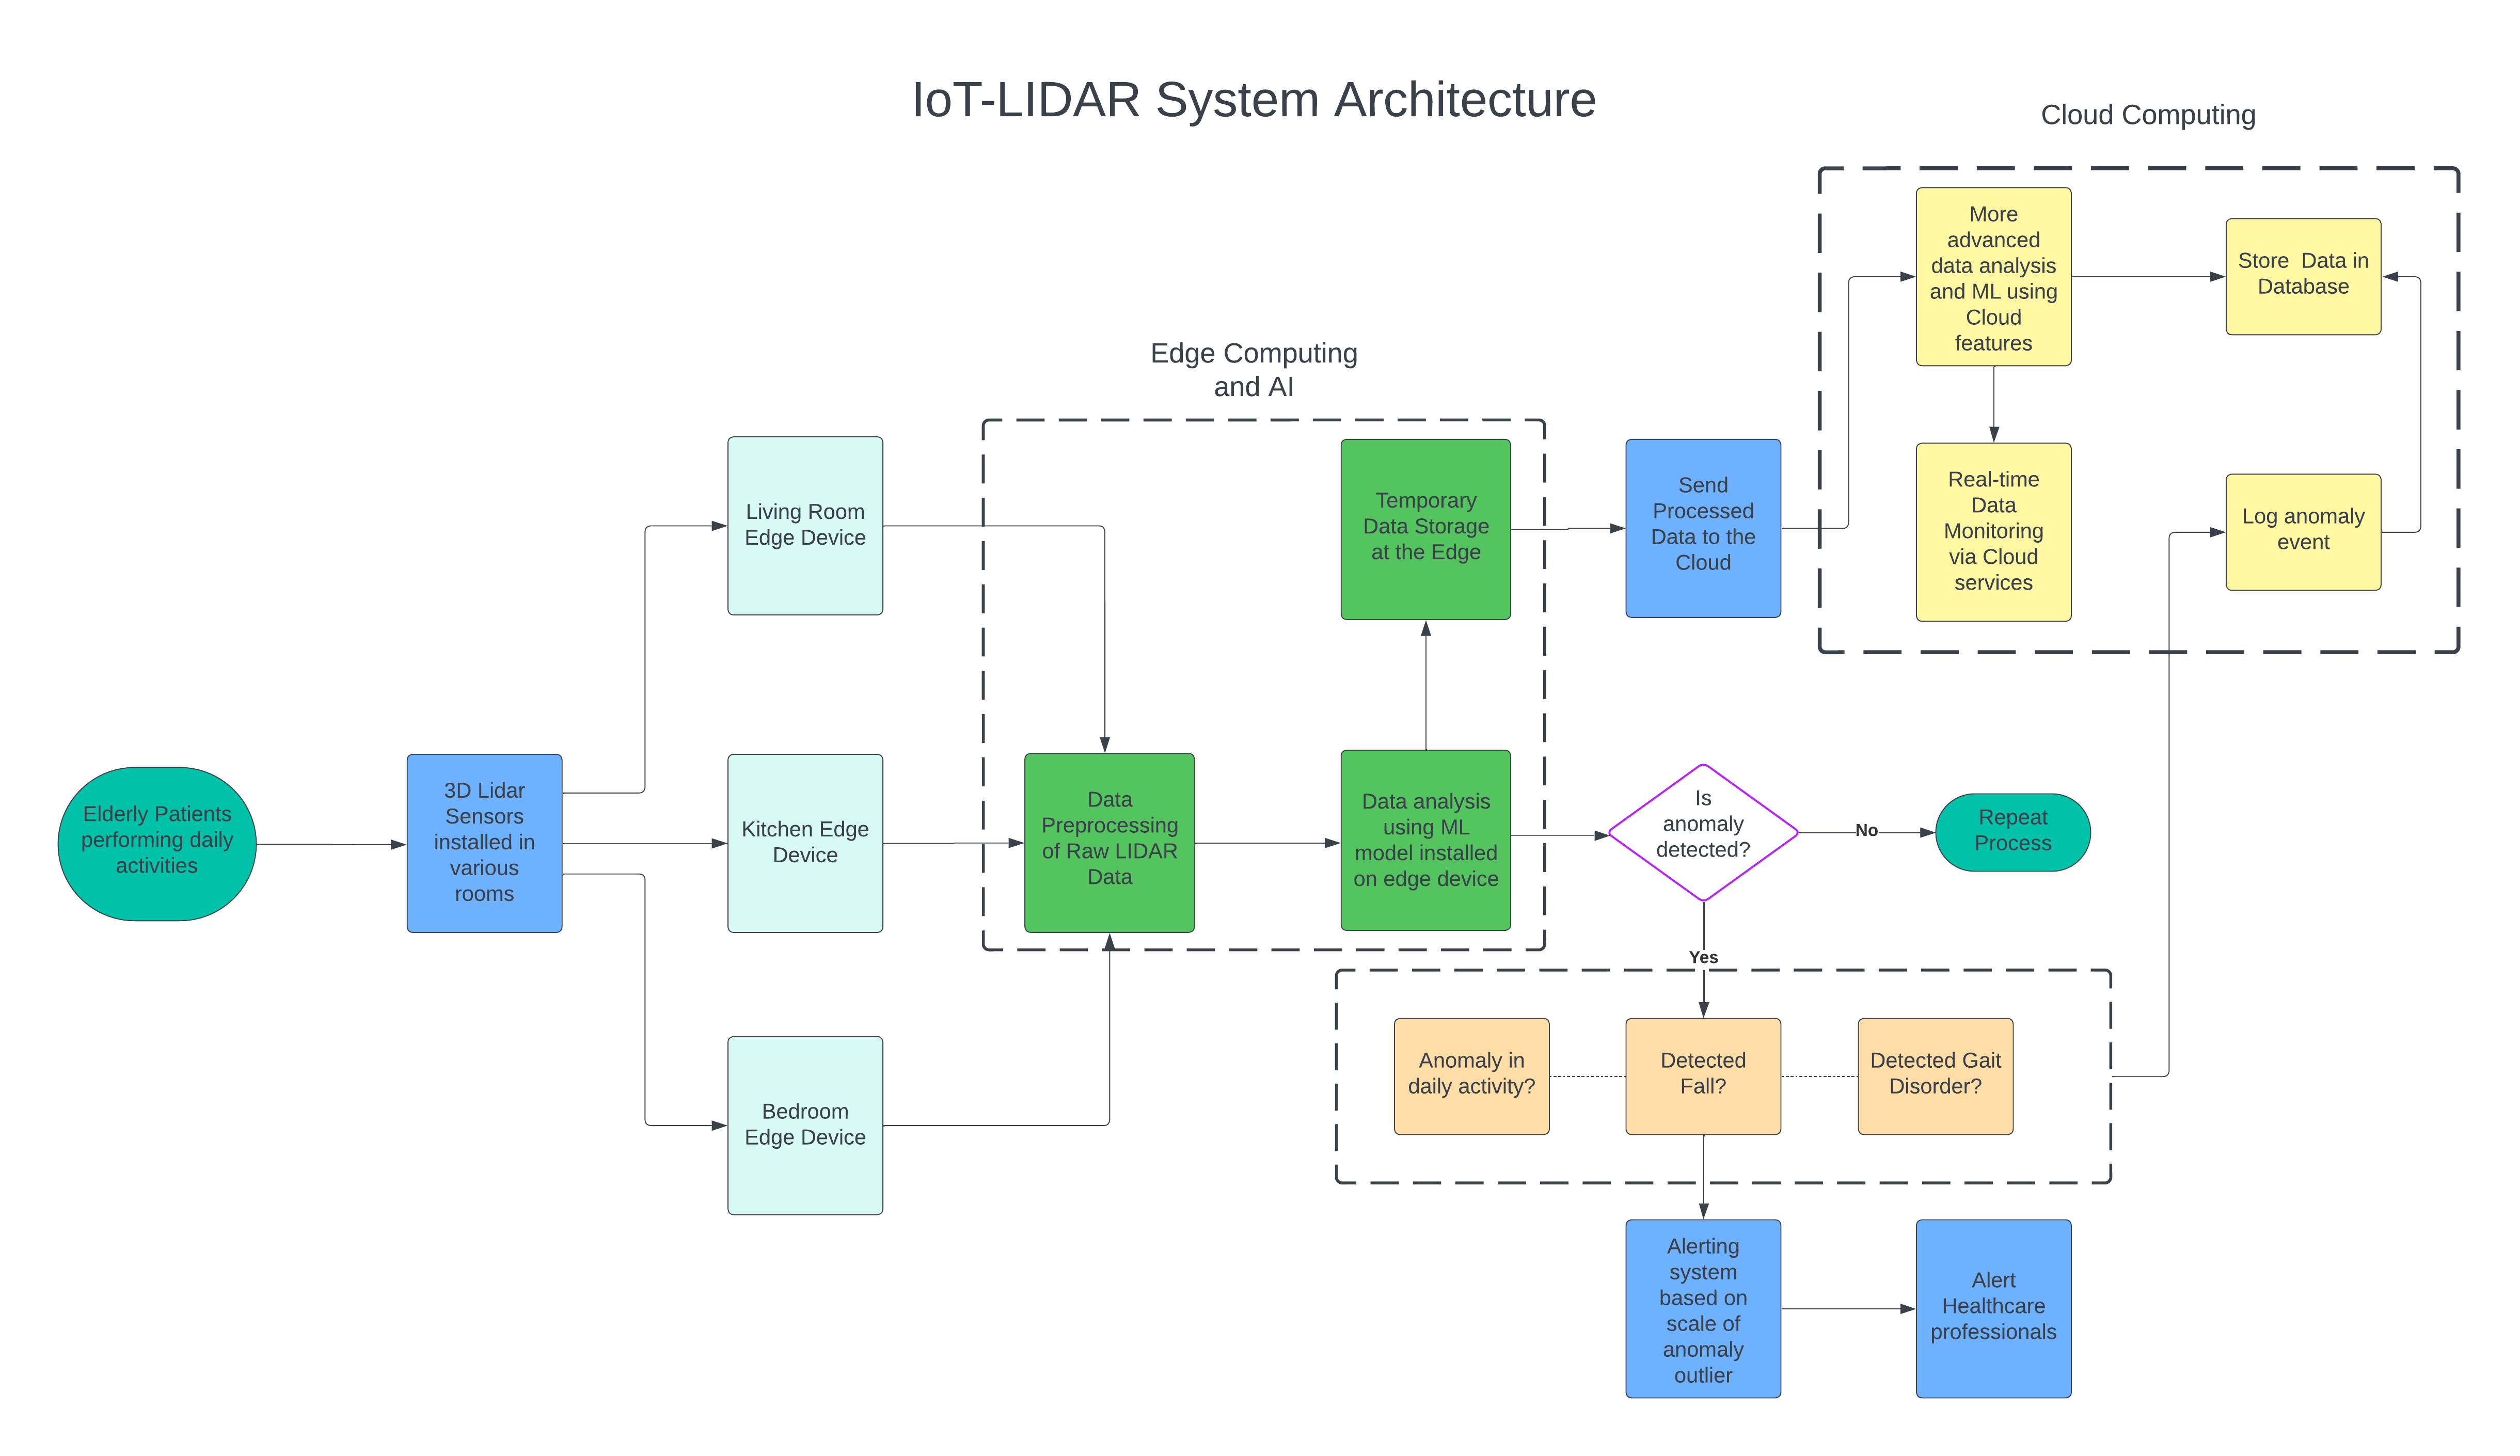 IoT-LIDAR System Architecture
Cloud Computing
More
advanced
data analysis
and ML using
Cloud
features
Store  Data in
Database
Edge Computing
and AI
Living Room
Edge Device
Temporary
Data Storage
at the Edge
Send
Processed
Data to the
Cloud
Real-time
Data
Monitoring
via Cloud
services
Log anomaly
event
Elderly Patients
performing daily
activities
3D Lidar
Sensors
installed in
various
rooms
Kitchen Edge
Device
Data
Preprocessing
of Raw LIDAR
Data
Data analysis
using ML
model installed
on edge device
Is
anomaly
detected?
No
Repeat
Process
Yes
Bedroom
Edge Device
Anomaly in
daily activity?
Detected
Fall?
Detected Gait
Disorder?
Alerting
system
based on
scale of
anomaly
outlier
Alert
Healthcare
professionals